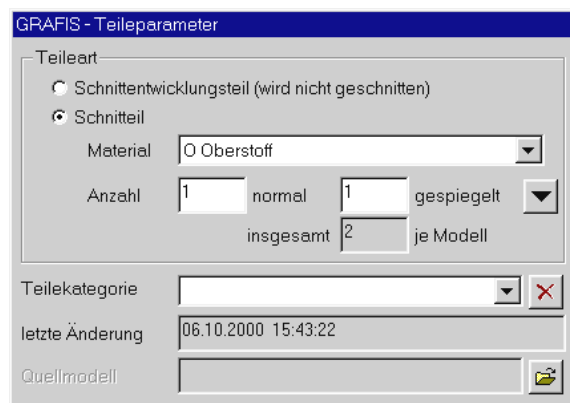 GRAFIS - Teileparameter
Teileart
Schnittentwicklungsteil (wird nicht geschnitten)
Schnitteil
Material O Oberstoff
Anzahl 1 normal 1 gespiegelt
insgesamt 2 je Modell
Teilekategorie
letzte Änderung 06.10.2000 15:43:22
Quellmodell